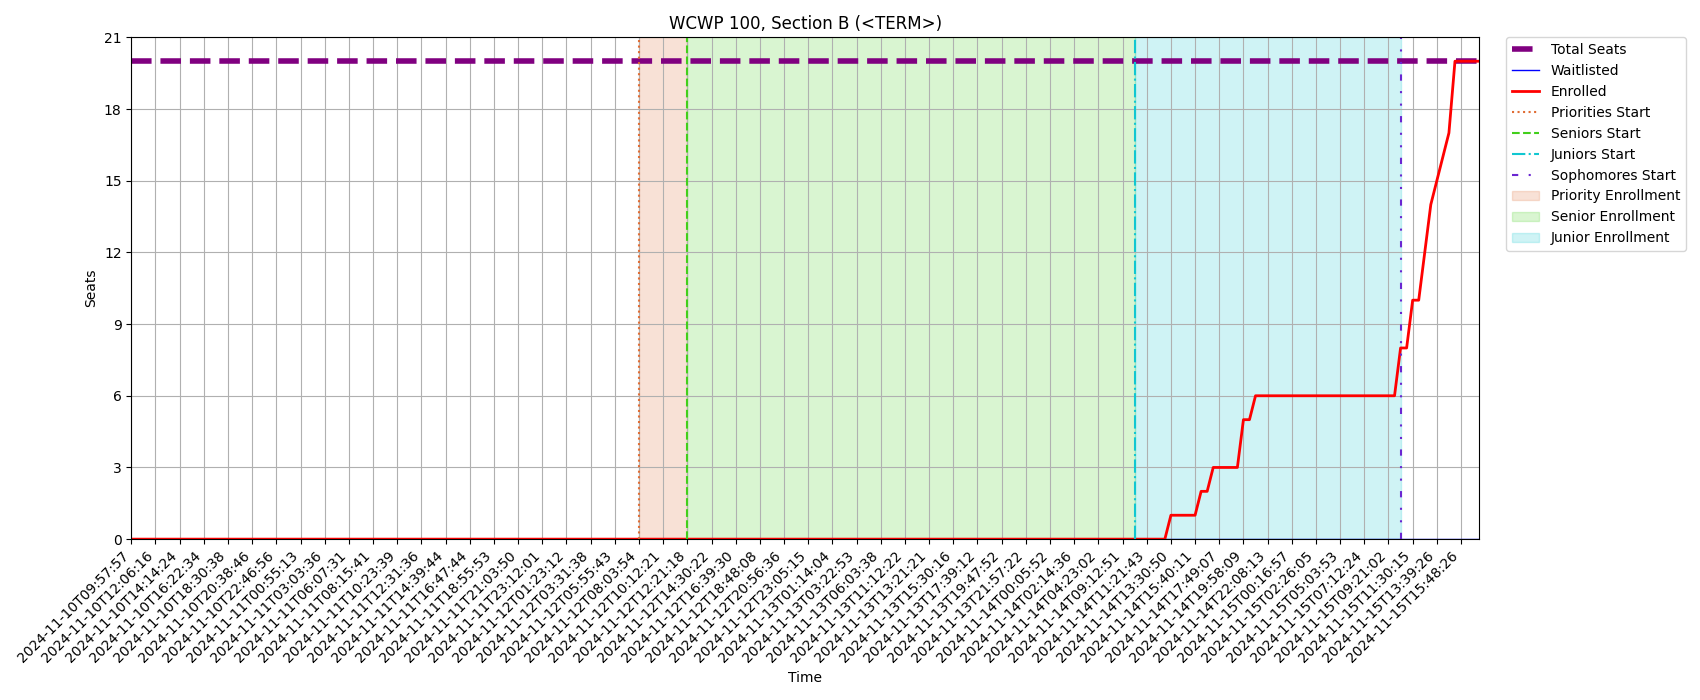 WCWP 100, Section B (<TERM>)
Total Seats
Waitlisted
Enrolled
Priorities Start
Seniors Start
Juniors Start
Sophomores Start
Priority Enrollment
Senior Enrollment
Junior Enrollment
Seats
21
18
15
12
9
6
3
0
2024-11-10T09:57:57
2024-11-10T12:06:16
2024-11-10T14:14:24
2024-11-10T16:22:34
2024-11-10T18:30:38
2024-11-10T20:38:46
2024-11-10T22:46:56
2024-11-11T00:55:13
2024-11-11T03:03:36
2024-11-11T06:07:31
2024-11-11T08:15:41
2024-11-11T10:23:39
2024-11-11T12:31:36
2024-11-11T14:39:44
2024-11-11T16:47:44
2024-11-11T18:55:53
2024-11-11T21:03:50
2024-11-11T23:12:01
2024-11-12T01:23:12
2024-11-12T03:31:38
2024-11-12T05:55:43
2024-11-12T08:03:54
2024-11-12T10:12:21
2024-11-12T12:21:18
2024-11-12T14:30:22
2024-11-12T16:39:30
2024-11-12T18:48:08
2024-11-12T20:56:36
2024-11-12T23:05:15
2024-11-13T01:14:04
2024-11-13T03:22:53
2024-11-13T06:03:38
2024-11-13T11:12:22
2024-11-13T13:21:21
2024-11-13T15:30:16
2024-11-13T17:39:12
2024-11-13T19:47:52
2024-11-13T21:57:22
2024-11-14T00:05:52
2024-11-14T02:14:36
2024-11-14T04:23:02
2024-11-14T09:12:51
2024-11-14T11:21:43
2024-11-14T13:30:50
2024-11-14T15:40:11
2024-11-14T17:49:07
2024-11-14T19:58:09
2024-11-14T22:08:13
2024-11-15T00:16:57
2024-11-15T02:26:05
2024-11-15T05:03:53
2024-11-15T07:12:24
2024-11-15T09:21:02
2024-11-15T11:30:15
2024-11-15T13:39:26
2024-11-15T15:48:26
Time